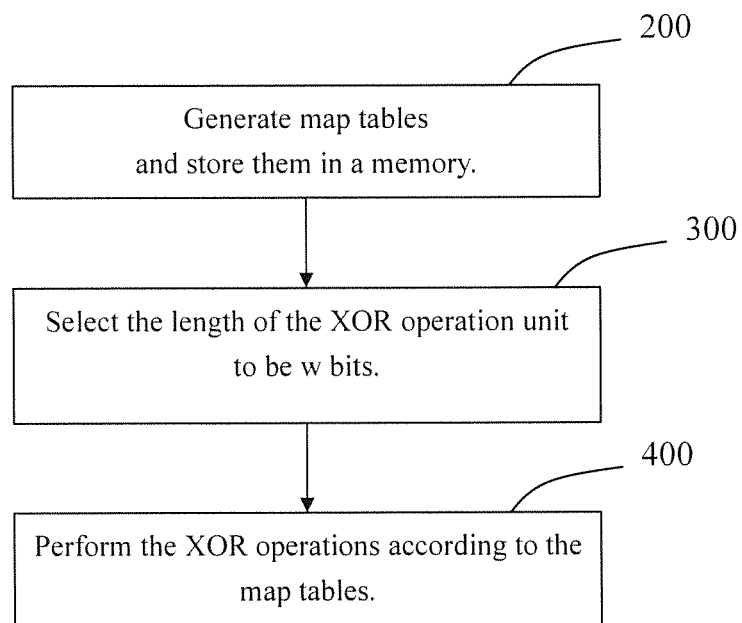 200
Generate map tables
and store them in a memory.
300
Select the length of the XOR operation unit
to be w bits.
400
Perform the XOR operations according to the
map tables.